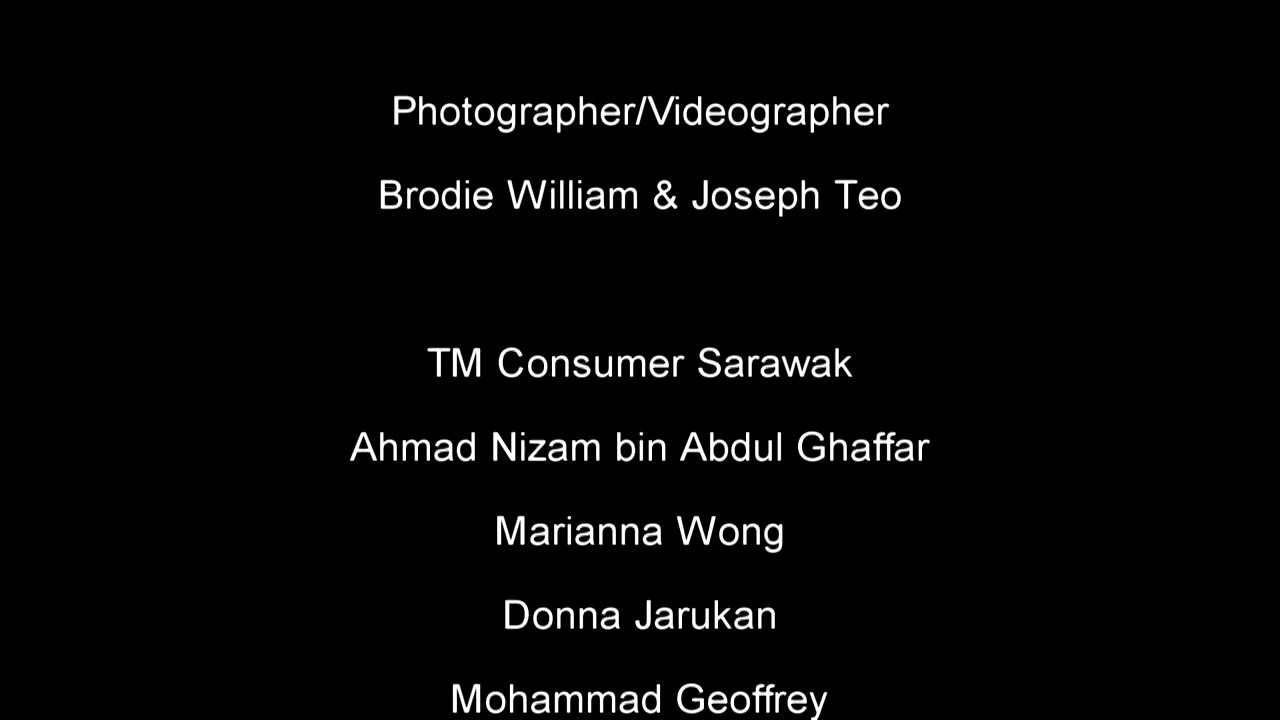 Photographer/Videographer
Brodie William & Joseph Teo
TM Consumer Sarawak
Ahmad Nizam bin Abdul Ghaffar
Marianna Wong
Donna Jarukan
Mohammad Geoffrey